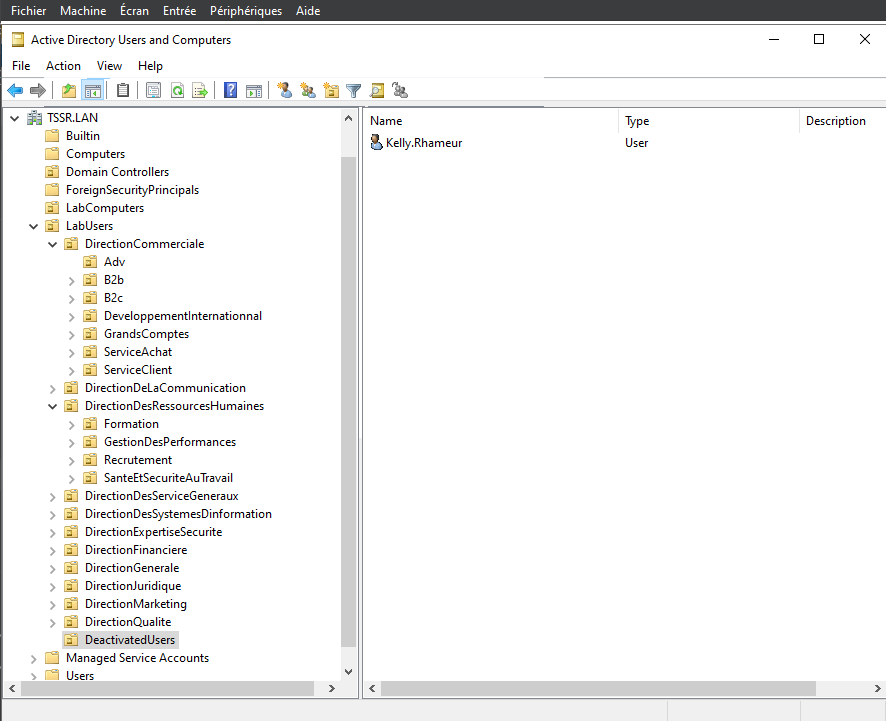 Fichier Machine Écran Entrée Périphériques Aide
Active Directory Users and Computers
File Action View Help
TSSR.LAN
Builtin
Computers
Domain Controllers
ForeignSecurityPrincipals
LabComputers
LabUsers
DirectionCommerciale
Adv
B2b
B2c
DeveloppementInternationnal
GrandsComptes
ServiceAchat
ServiceClient
DirectionDeLaCommunication
DirectionDesRessourcesHumaines
Formation
GestionDesPerformances
Recrutement
SanteEtSecuriteAuTravail
DirectionDesServiceGeneraux
DirectionDesSystemesDinformation
DirectionExpertiseSecurite
DirectionFinanciere
DirectionGenerale
DirectionJuridique
DirectionMarketing
DirectionQualite
DeactivatedUsers
Managed Service Accounts
Users
Name Type Description
Kelly.Rhameur User